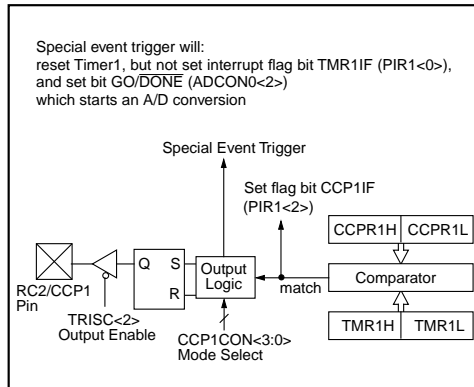 Special event trigger will:
reset Timer1, but not set interrupt flag bit TMR1IF (PIR1<0>),
and set bit GO/DONE (ADCON0<2>)
which starts an A/D conversion
Special Event Trigger
Set flag bit CCP1IF
(PIR1<2>)
CCPR1H CCPR1L
Q S Output
Logic
R
match
Comparator
RC2/CCP1
Pin
TRISC<2>
Output Enable
CCP1CON<3:0>
Mode Select
TMR1H TMR1L